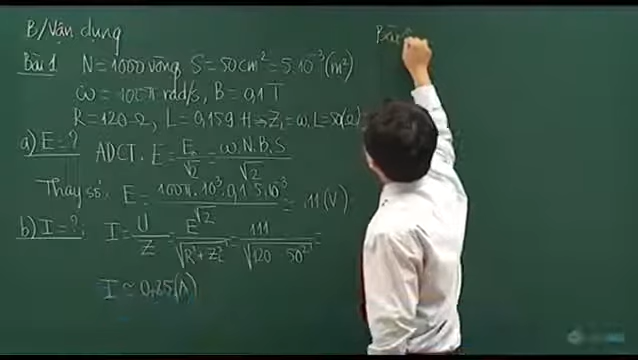 B/Vận dụng
Bài 1 N = 1000 vòng, S = 50 cm² = 5.10⁻³ (m²)
ω = 100π rad/s, B = 0,1 T
R = 120 Ω, L = 0,159 H ⇒ Z_L = ω.L = 50(Ω)
a) E = ? ADCT. E = E₀/√2 = ω.N.B.S/√2
Thay số: E = 100π.10³.0,1 5.10⁻³/√2 ≃ 111 (V)
b) I = ? I = U/Z = E/√(R²+Z_L²) = 111/√(120 50²) =
I ≃ 0,85 (A)
Bài